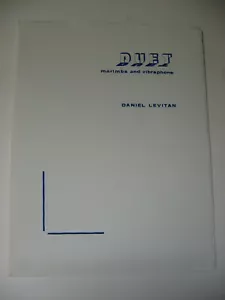 DUET
marimba and vibraphone
DANIEL LEVITAN